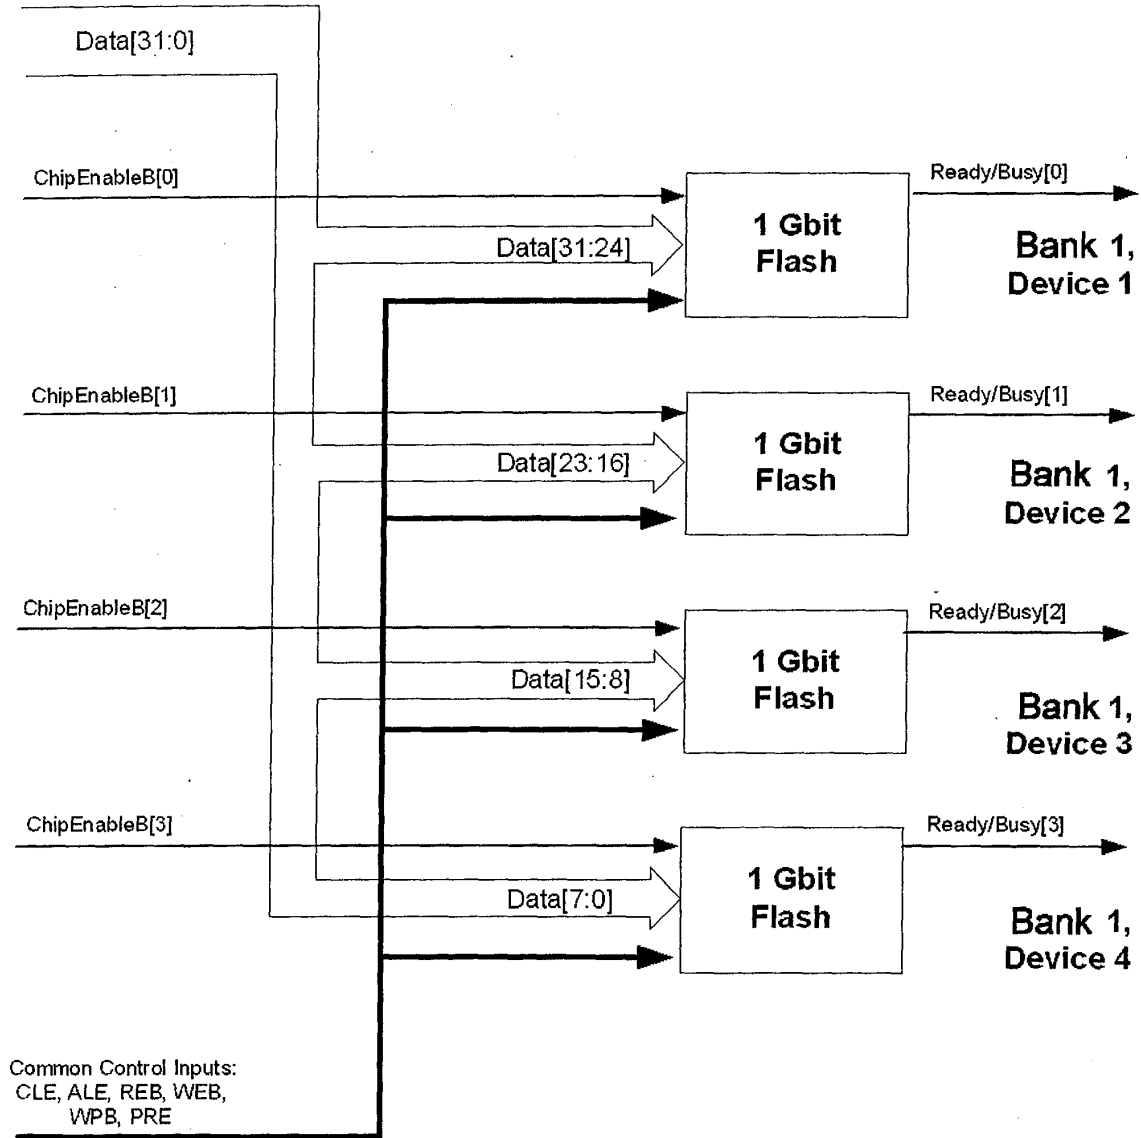 Data[31:0]
ChipEnableB[0]
Data[31:24]
1 Gbit
Flash
Ready/Busy[0]
Bank 1,
Device 1
ChipEnableB[1]
Data[23:16]
1 Gbit
Flash
Ready/Busy[1]
Bank 1,
Device 2
ChipEnableB[2]
Data[15:8]
1 Gbit
Flash
Ready/Busy[2]
Bank 1,
Device 3
ChipEnableB[3]
Data[7:0]
1 Gbit
Flash
Ready/Busy[3]
Bank 1,
Device 4
Common Control Inputs:
CLE, ALE, REB, WEB,
WPB, PRE